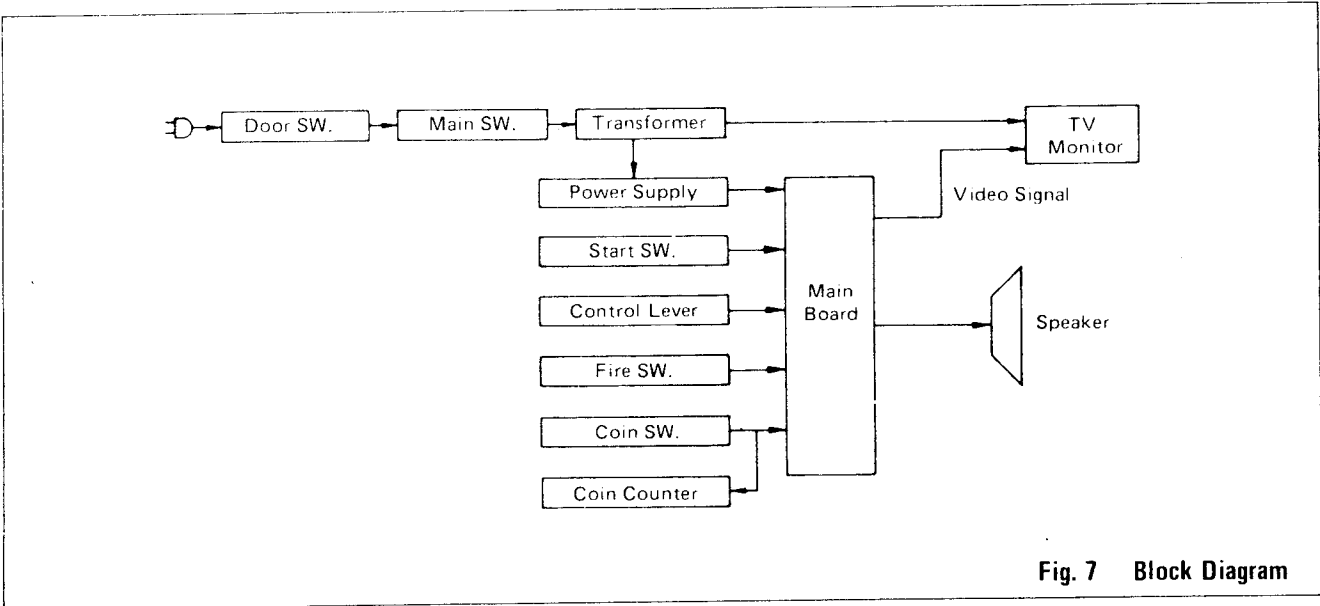 Door SW.
Main SW.
Transformer
TV
Monitor
Power Supply
Video Signal
Start SW.
Main
Board
Control Lever
Speaker
Fire SW.
Coin SW.
Coin Counter
Fig. 7 Block Diagram